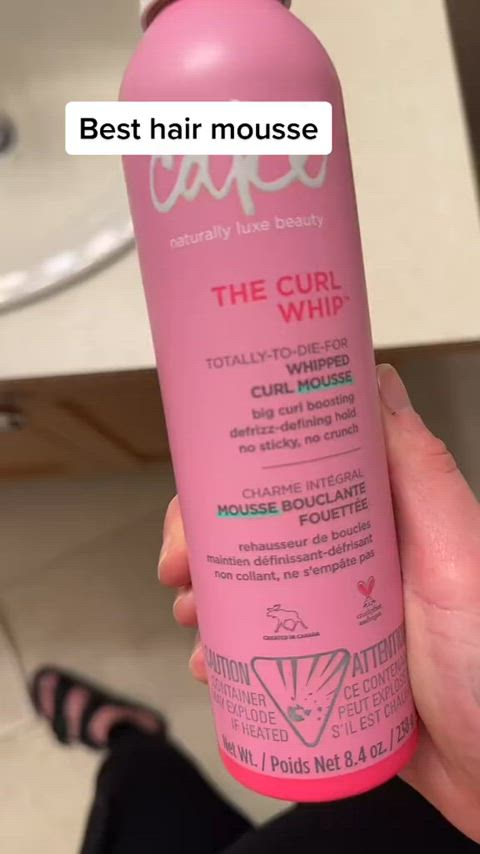 Best hair mousse
cake
naturally luxe beauty
THE CURL
WHIP™
TOTALLY-TO-DIE-FOR
WHIPPED
CURL MOUSSE
big curl boosting
defrizz-defining hold
no sticky, no crunch
CHARME INTÉGRAL
MOUSSE BOUCLANTE
FOUETTÉE
rehausseur de boucles
maintien définissant-défrisant
non collant, ne s'empâte pas
CREATED IN CANADA
CAUTION
CONTAINER
MAY EXPLODE
IF HEATED
ATTENTION
CE CONTENANT
PEUT EXPLOSER
S'IL EST CHAUFFÉ
Net Wt. / Poids Net 8.4 oz. / 238